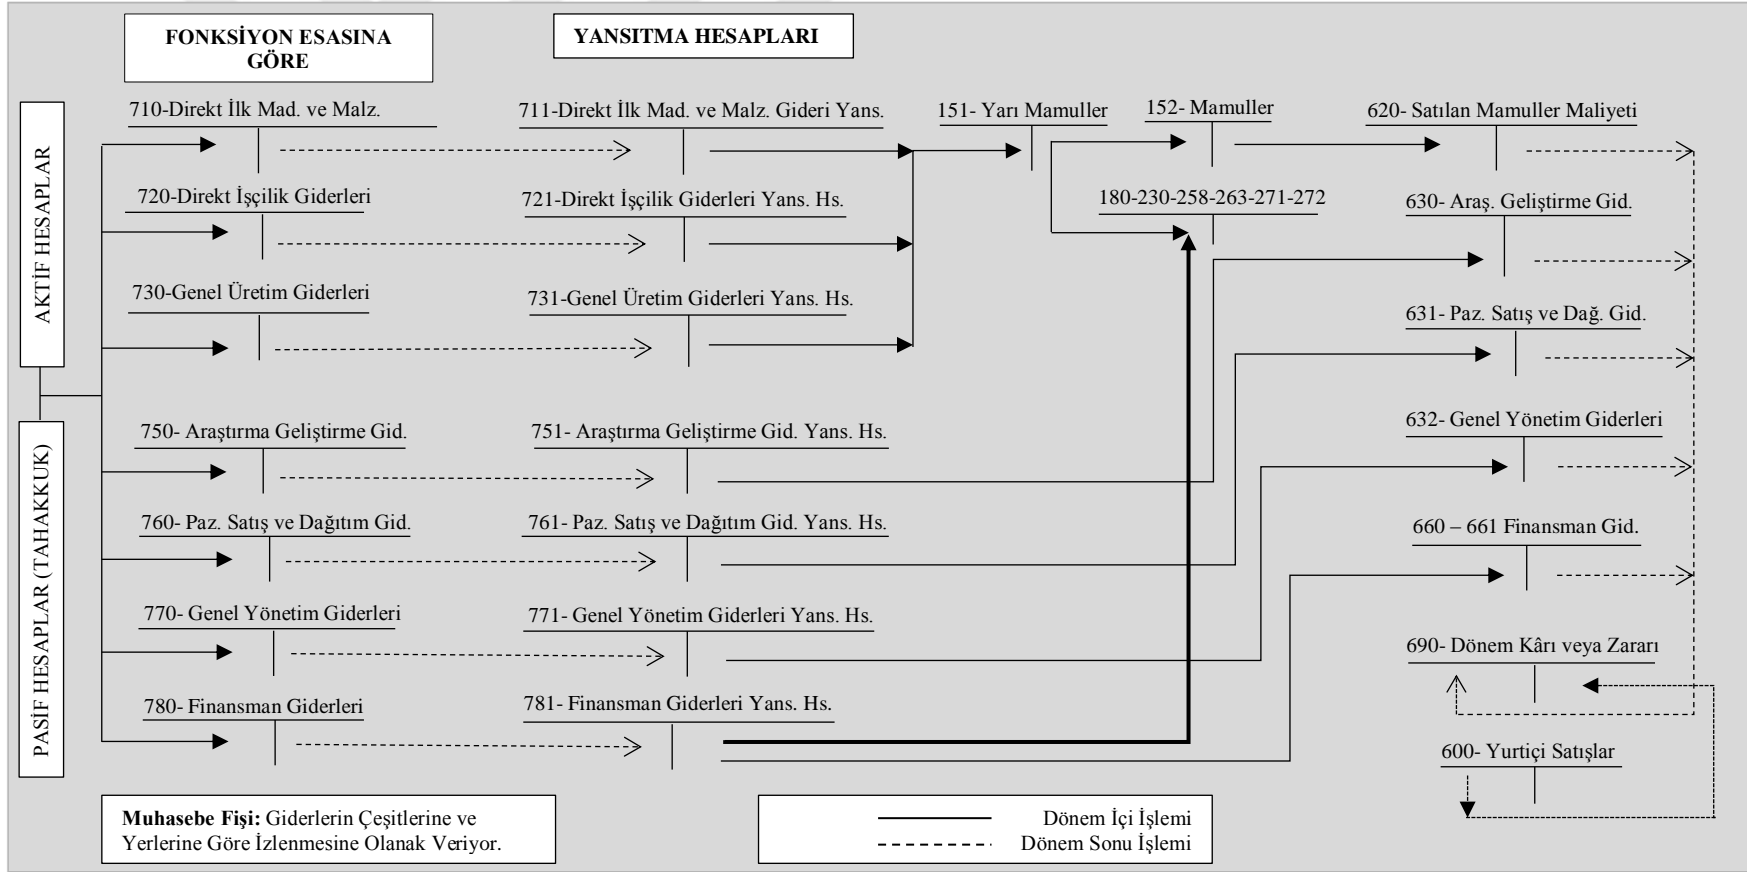 FONKSİYON ESASINA
GÖRE
YANSITMA HESAPLARI
AKTİF HESAPLAR
PASİF HESAPLAR (TAHAKKUK)
710-Direkt İlk Mad. ve Malz.
711-Direkt İlk Mad. ve Malz. Gideri Yans.
151- Yarı Mamuller
152- Mamuller
620- Satılan Mamuller Maliyeti
720-Direkt İşçilik Giderleri
721-Direkt İşçilik Giderleri Yans. Hs.
180-230-258-263-271-272
630- Araş. Geliştirme Gid.
730-Genel Üretim Giderleri
731-Genel Üretim Giderleri Yans. Hs.
631- Paz. Satış ve Dağ. Gid.
750- Araştırma Geliştirme Gid.
751- Araştırma Geliştirme Gid. Yans. Hs.
632- Genel Yönetim Giderleri
760- Paz. Satış ve Dağıtım Gid.
761- Paz. Satış ve Dağıtım Gid. Yans. Hs.
660 – 661 Finansman Gid.
770- Genel Yönetim Giderleri
771- Genel Yönetim Giderleri Yans. Hs.
690- Dönem Kârı veya Zararı
780- Finansman Giderleri
781- Finansman Giderleri Yans. Hs.
600- Yurtiçi Satışlar
Muhasebe Fişi: Giderlerin Çeşitlerine ve
Yerlerine Göre İzlenmesine Olanak Veriyor.
Dönem İçi İşlemi
Dönem Sonu İşlemi